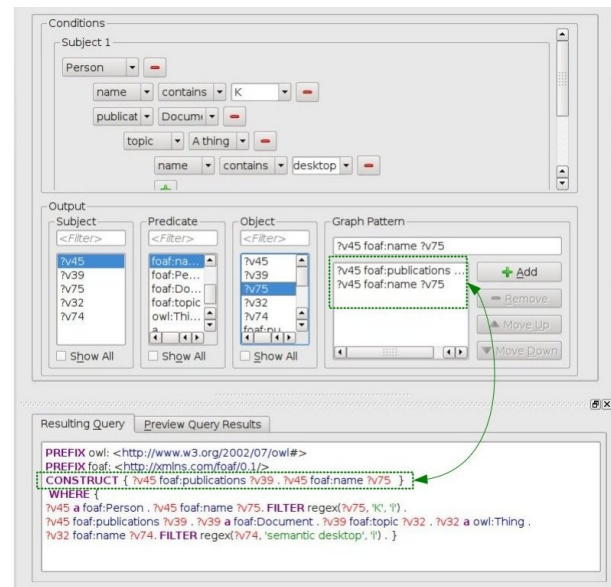 Conditions
Subject 1
Person
name contains K
publicat Docum
topic A thing
name contains desktop
Output
Subject Predicate Object Graph Pattern
<Filter> <Filter> <Filter> ?v45 foaf:name ?v75
?v45 foaf:na... ?v45 ?v45 foaf:publications ... Add
?v39 foaf:Pe... ?v39 ?v45 foaf:name ?v75
?v75 foaf:Do... ?v75 Remove
?v32 foaf:topic ?v32
?v74 owl:Thi... ?v74 Move Up
a foaf:pu
Show All Show All Show All Move Down
Resulting Query Preview Query Results
PREFIX owl: <http://www.w3.org/2002/07/owl#>
PREFIX foaf: <http://xmlns.com/foaf/0.1/>
CONSTRUCT { ?v45 foaf:publications ?v39 . ?v45 foaf:name ?v75 }
WHERE {
?v45 a foaf:Person . ?v45 foaf:name ?v75. FILTER regex(?v75, 'K', 'i') .
?v45 foaf:publications ?v39 . ?v39 a foaf:Document . ?v39 foaf:topic ?v32 . ?v32 a owl:Thing .
?v32 foaf:name ?v74. FILTER regex(?v74, 'semantic desktop', 'i') . }